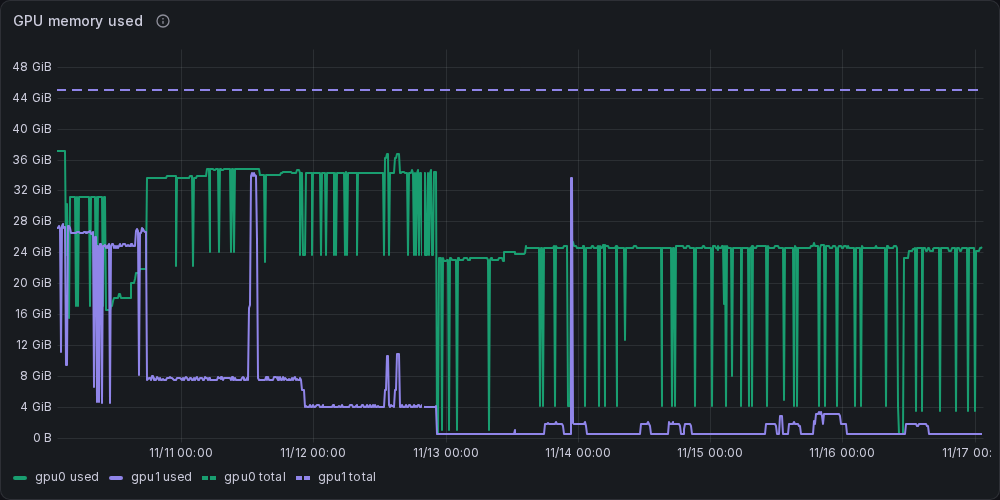 GPU memory used
48 GiB
44 GiB
40 GiB
36 GiB
32 GiB
28 GiB
24 GiB
20 GiB
16 GiB
12 GiB
8 GiB
4 GiB
0 B
11/11 00:00 11/12 00:00 11/13 00:00 11/14 00:00 11/15 00:00 11/16 00:00 11/17 00:
gpu0 used gpu1 used gpu0 total gpu1 total